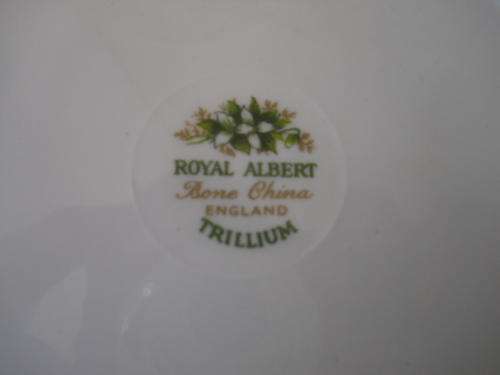 ROYAL ALBERT
Bone China
ENGLAND
TRILLIUM